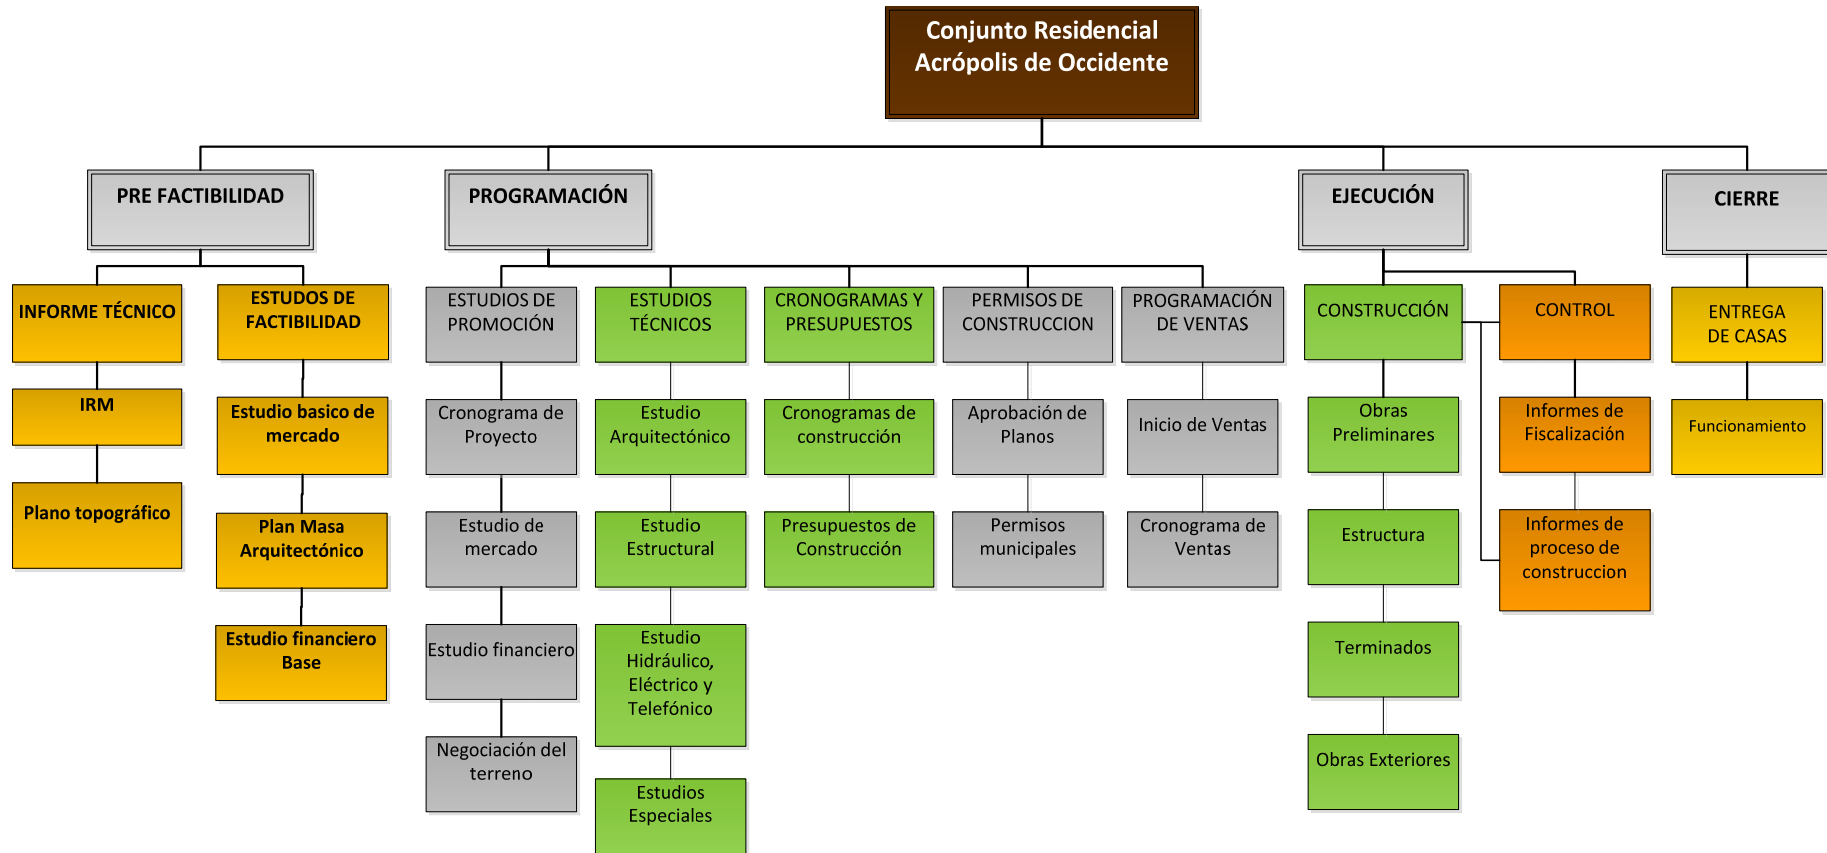 Conjunto Residencial
Acrópolis de Occidente
PRE FACTIBILIDAD
PROGRAMACIÓN
EJECUCIÓN
CIERRE
INFORME TÉCNICO
ESTUDOS DE
FACTIBILIDAD
ESTUDIOS DE
PROMOCIÓN
ESTUDIOS
TÉCNICOS
CRONOGRAMAS Y
PRESUPUESTOS
PERMISOS DE
CONSTRUCCION
PROGRAMACIÓN
DE VENTAS
CONSTRUCCIÓN
CONTROL
ENTREGA
DE CASAS
IRM
Estudio basico de
mercado
Cronograma de
Proyecto
Estudio
Arquitectónico
Cronogramas de
construcción
Aprobación de
Planos
Inicio de Ventas
Obras
Preliminares
Informes de
Fiscalización
Funcionamiento
Plano topográfico
Plan Masa
Arquitectónico
Estudio de
mercado
Estudio
Estructural
Presupuestos de
Construcción
Permisos
municipales
Cronograma de
Ventas
Estructura
Informes de
proceso de
construccion
Estudio financiero
Base
Estudio financiero
Estudio
Hidráulico,
Eléctrico y
Telefónico
Terminados
Negociación del
terreno
Estudios
Especiales
Obras Exteriores